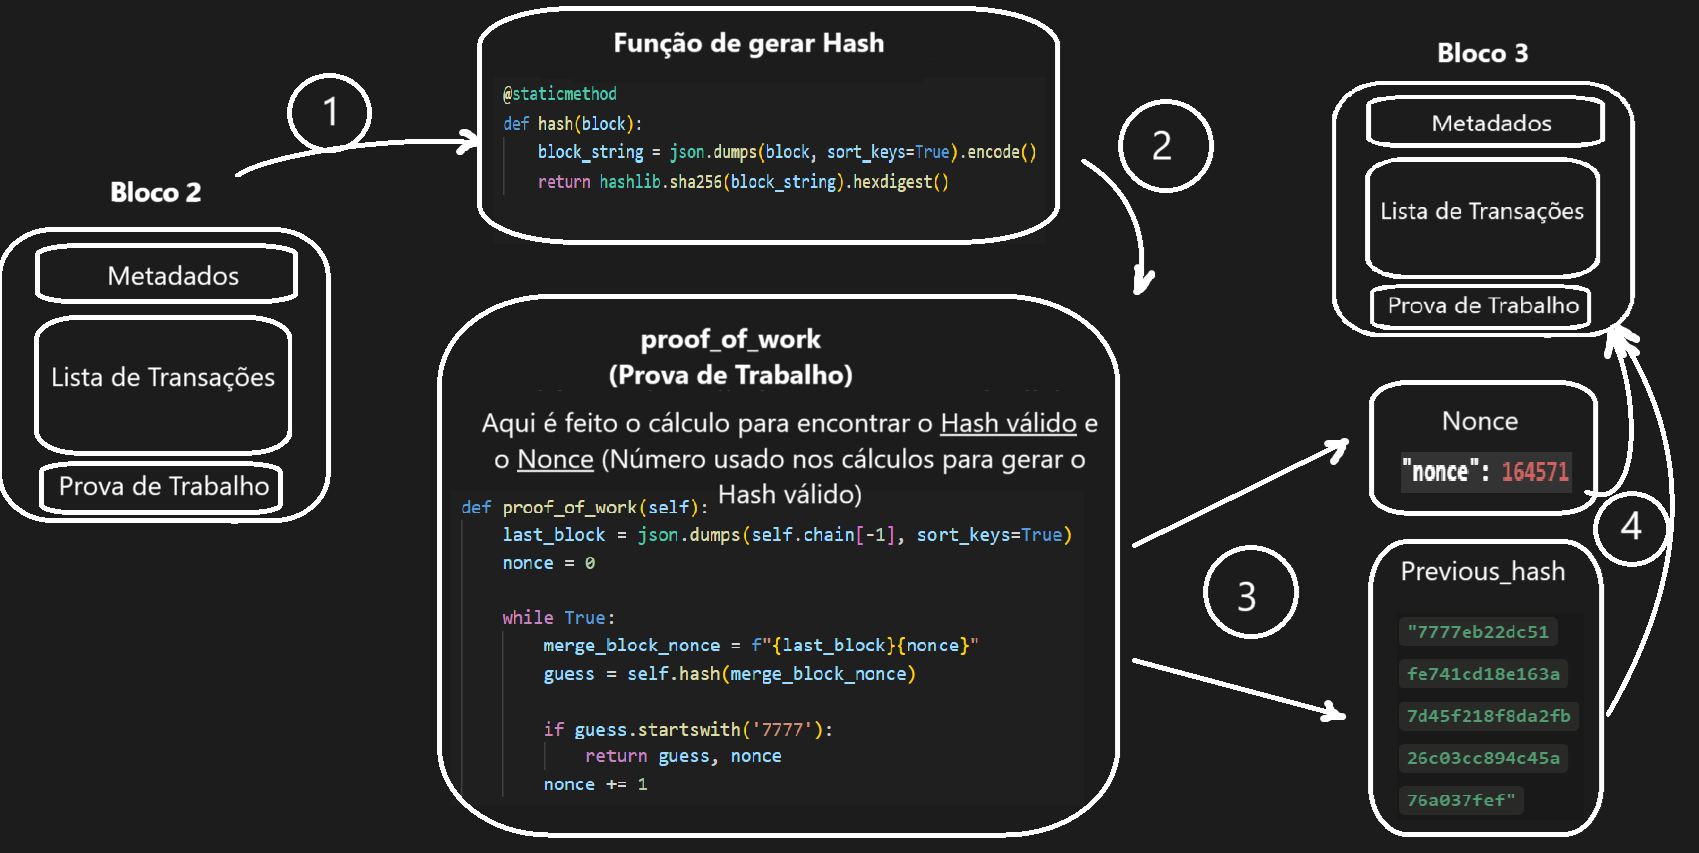 Função de gerar Hash
1
@staticmethod
def hash(block):
block_string = json.dumps(block, sort_keys=True).encode()
return hashlib.sha256(block_string).hexdigest()
2
Bloco 2
Metadados
Lista de Transações
Prova de Trabalho
proof_of_work
(Prova de Trabalho)
Aqui é feito o cálculo para encontrar o Hash válido e
o Nonce (Número usado nos cálculos para gerar o
Hash válido)
def proof_of_work(self):
last_block = json.dumps(self.chain[-1], sort_keys=True)
nonce = 0
while True:
merge_block_nonce = f"{last_block}{nonce}"
guess = self.hash(merge_block_nonce)
if guess.startswith('7777'):
return guess, nonce
nonce += 1
3
Nonce
"nonce": 164571
Previous_hash
"7777eb22dc51
fe741cd18e163a
7d45f218f8da2fb
26c03cc894c45a
76a037fef"
4
Bloco 3
Metadados
Lista de Transações
Prova de Trabalho